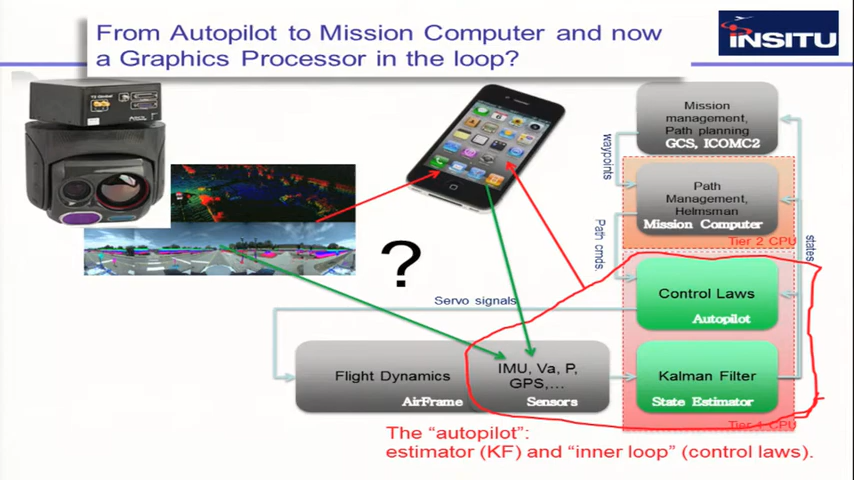 From Autopilot to Mission Computer and now
a Graphics Processor in the loop?
INSITU
Mission
management,
Path planning
GCS, ICOMC2
waypoints
Path
Management,
Helmsman
Mission Computer
Tier 2 CPU
Path cmds.
states
?
Control Laws
Autopilot
Servo signals
Flight Dynamics
AirFrame
IMU, Va, P,
GPS,...
Sensors
Kalman Filter
State Estimator
Tier 1 CPU
The “autopilot”:
estimator (KF) and “inner loop” (control laws).